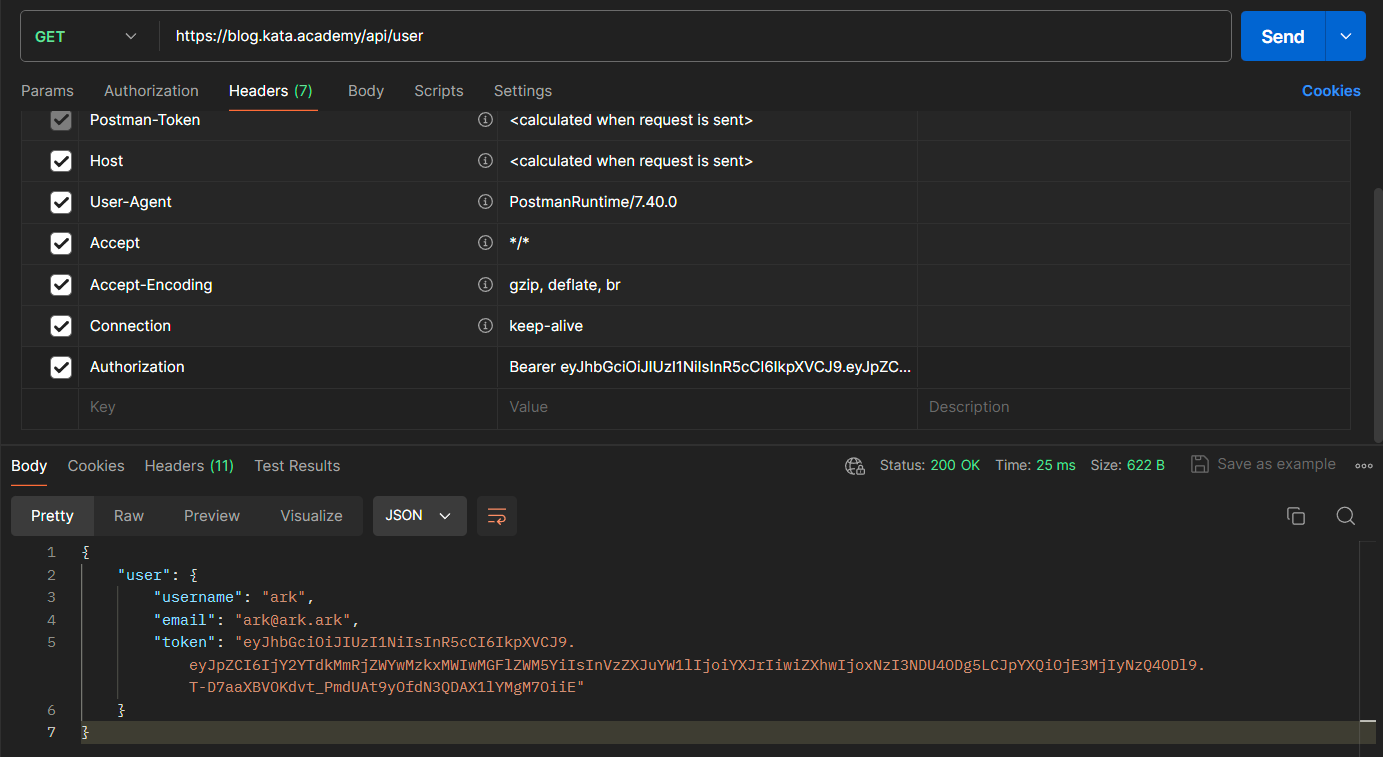 GET https://blog.kata.academy/api/user Send
Params Authorization Headers (7) Body Scripts Settings Cookies
Postman-Token <calculated when request is sent>
Host <calculated when request is sent>
User-Agent PostmanRuntime/7.40.0
Accept */*
Accept-Encoding gzip, deflate, br
Connection keep-alive
Authorization Bearer eyJhbGciOiJIUzI1NiIsInR5cCI6IkpXVCJ9.eyJpZC...
Key Value Description
Body Cookies Headers (11) Test Results Status: 200 OK Time: 25 ms Size: 622 B Save as example
Pretty Raw Preview Visualize JSON
1 {
2 "user": {
3 "username": "ark",
4 "email": "ark@ark.ark",
5 "token": "eyJhbGciOiJIUzI1NiIsInR5cCI6IkpXVCJ9.
eyJpZCI6IjY2YTdkMmRjZWYwMzkxMWIwMGFlZWM5YiIsInVzZXJuYW1lIjoiYXJrIiwiZXhwIjoxNzI3NDU4ODg5LCJpYXQiOjE3MjIyNzQ4ODl9.
T-D7aaXBVOKdvt_PmdUAt9yOfdN3QDAX1lYMgM7OiiE"
6 }
7 }